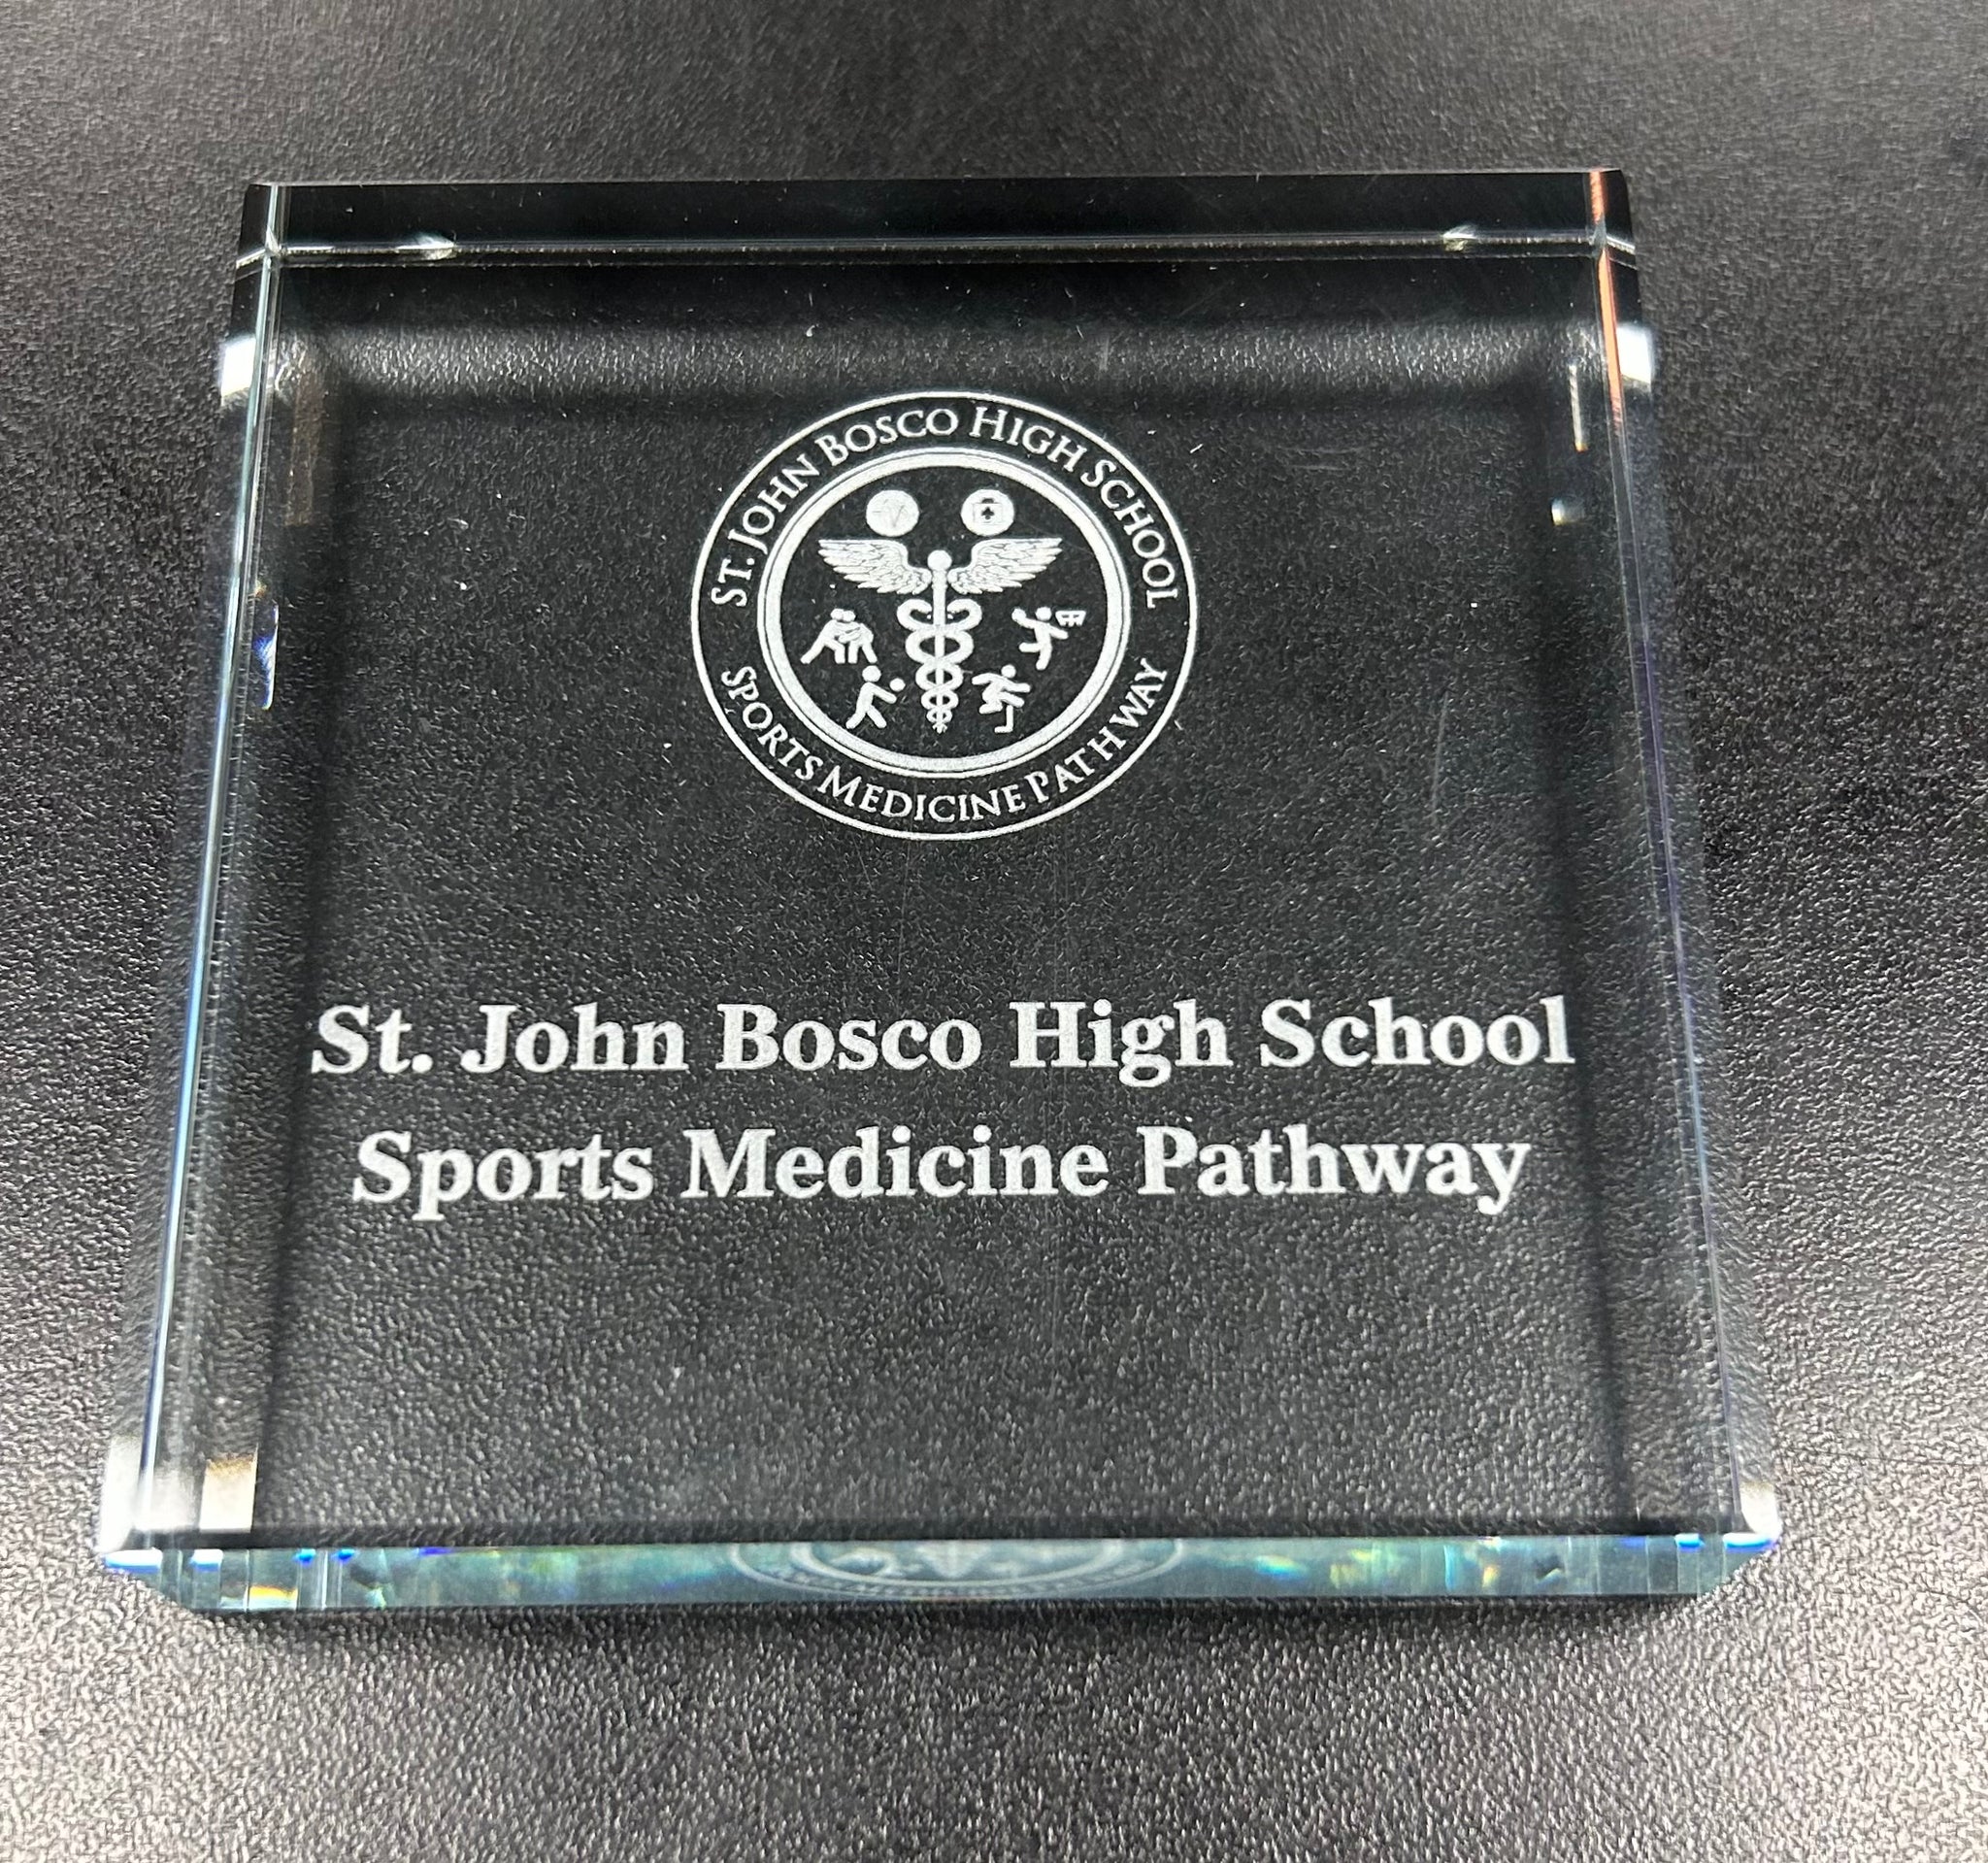 ST. JOHN BOSCO HIGH SCHOOL
SPORTS MEDICINE PATHWAY
St. John Bosco High School
Sports Medicine Pathway